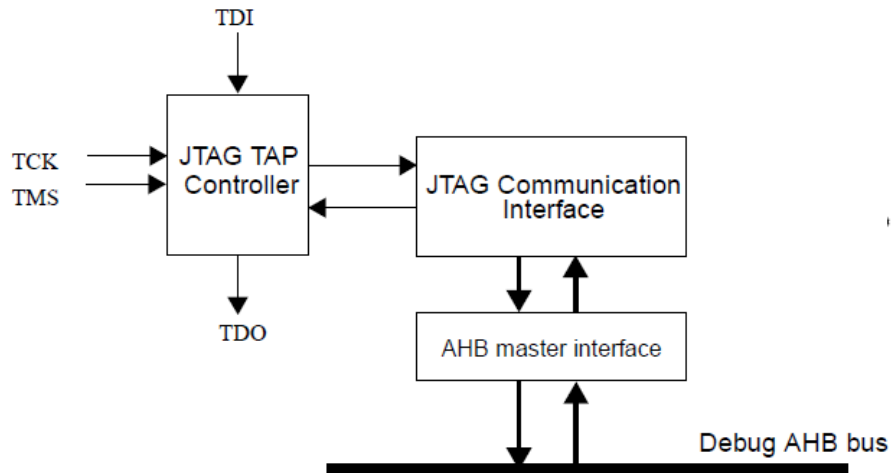 TDI
JTAG TAP
Controller
TCK
TMS
JTAG Communication
Interface
TDO
AHB master interface
Debug AHB bus